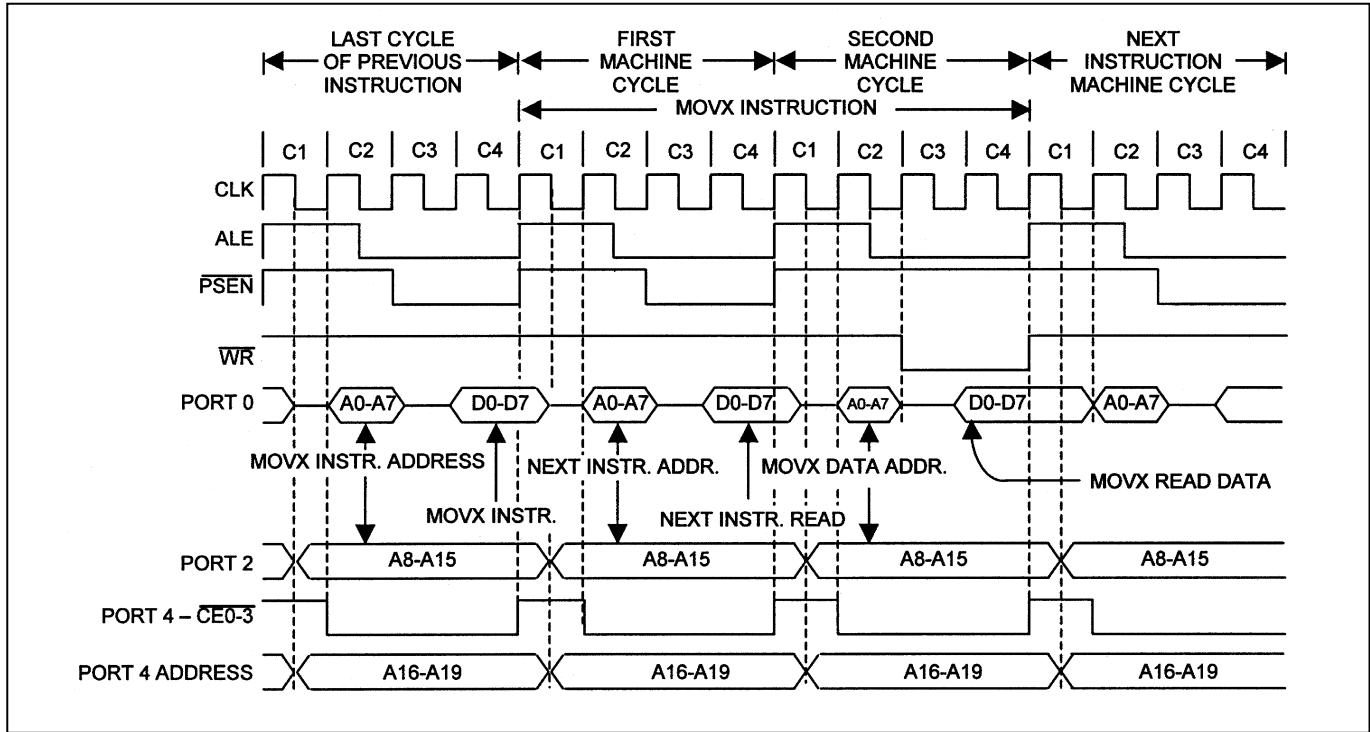 LAST CYCLE
OF PREVIOUS
INSTRUCTION
FIRST
MACHINE
CYCLE
SECOND
MACHINE
CYCLE
NEXT
INSTRUCTION
MACHINE CYCLE
MOVX INSTRUCTION
C1 C2 C3 C4 C1 C2 C3 C4 C1 C2 C3 C4 C1 C2 C3 C4
CLK
ALE
PSEN
WR
PORT 0 A0-A7 D0-D7 A0-A7 D0-D7 A0-A7 D0-D7 A0-A7
MOVX INSTR. ADDRESS NEXT INSTR. ADDR. MOVX DATA ADDR.
MOVX READ DATA
MOVX INSTR. NEXT INSTR. READ
PORT 2 A8-A15 A8-A15 A8-A15 A8-A15
PORT 4 – CE0-3
PORT 4 ADDRESS A16-A19 A16-A19 A16-A19 A16-A19